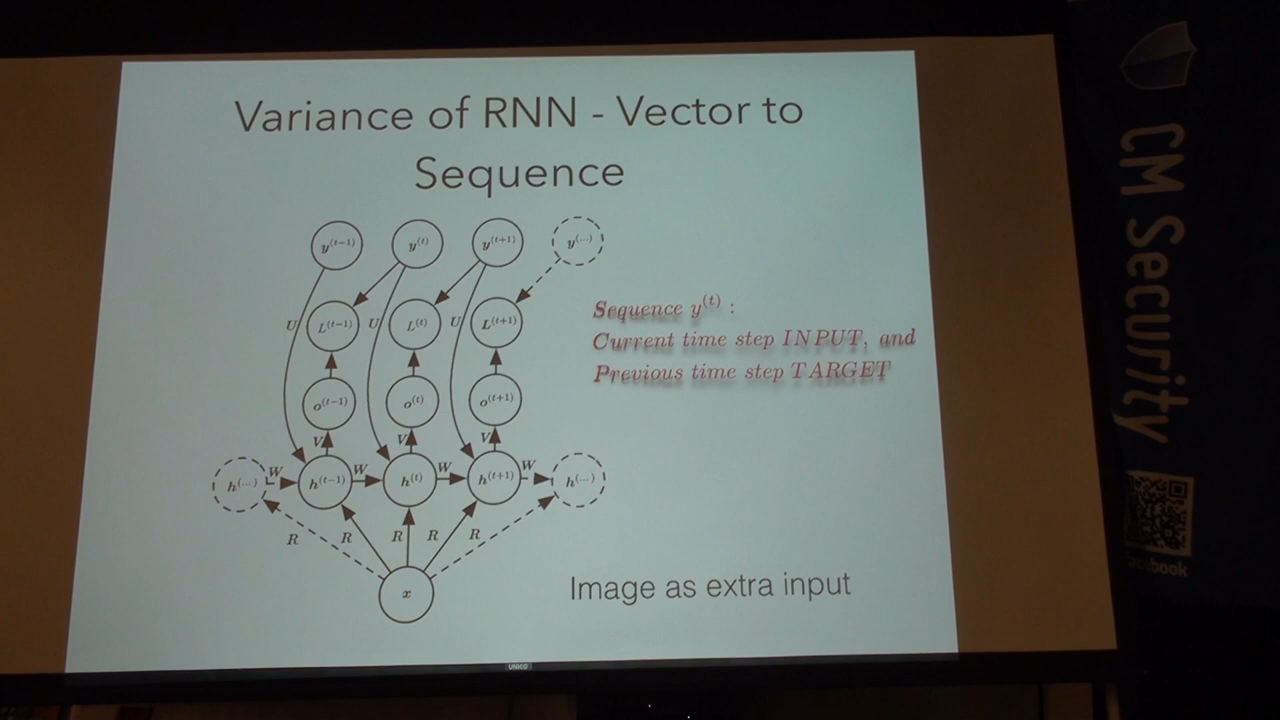 Variance of RNN - Vector to
Sequence
y(t−1) y(t) y(t+1) y(...)
U L(t−1) U L(t) U L(t+1)
Sequence y(t) :
Current time step INPUT, and
Previous time step TARGET
o(t−1) o(t) o(t+1)
V V V
h(...) W h(t−1) W h(t) W h(t+1) W h(...)
R R R R R
x
Image as extra input
UNICO
CM Security
facebook